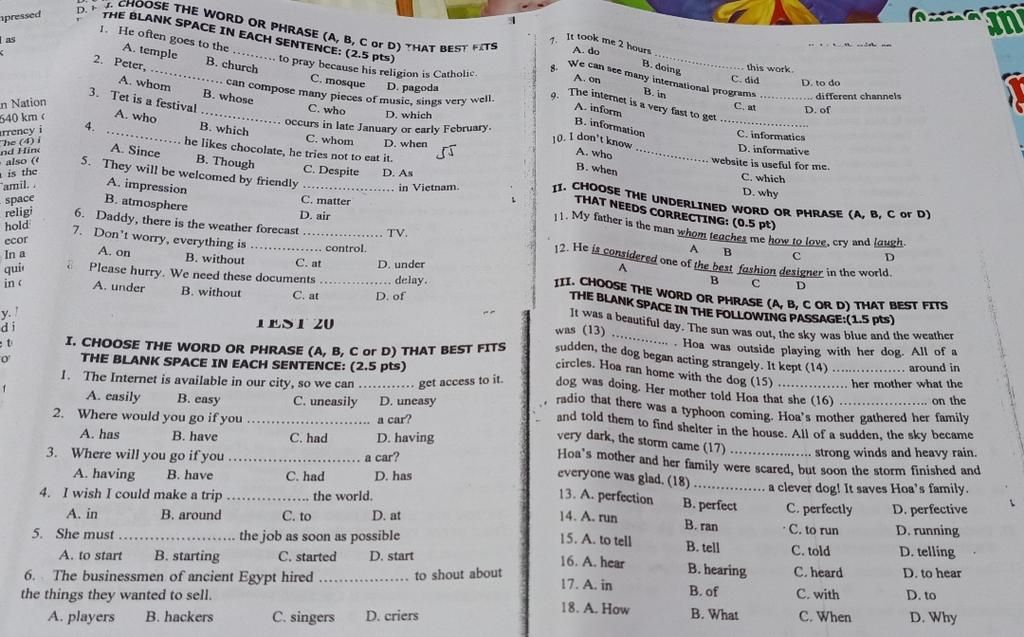 I. CHOOSE THE WORD OR PHRASE (A, B, C or D) THAT BEST FITS
THE BLANK SPACE IN EACH SENTENCE: (2.5 pts)
1. He often goes to the ......... to pray because his religion is Catholic.
A. temple B. church C. mosque D. pagoda
2. Peter, ................ can compose many pieces of music, sings very well.
A. whom B. whose C. who D. which
3. Tet is a festival ................ occurs in late January or early February.
A. who B. which C. whom D. when
4. ................ he likes chocolate, he tries not to eat it.
A. Since B. Though C. Despite D. As
5. They will be welcomed by friendly ................ in Vietnam.
A. impression C. matter
B. atmosphere D. air
6. Daddy, there is the weather forecast ................ TV.
A. on B. without C. at D. under
7. Don't worry, everything is ................ control.
Please hurry. We need these documents ................ delay.
A. under B. without C. at D. of
TEST 20
I. CHOOSE THE WORD OR PHRASE (A, B, C or D) THAT BEST FITS
THE BLANK SPACE IN EACH SENTENCE: (2.5 pts)
1. The Internet is available in our city, so we can ............ get access to it.
A. easily B. easy C. uneasily D. uneasy
2. Where would you go if you ........................ a car?
A. has B. have C. had D. having
3. Where will you go if you ........................ a car?
A. having B. have C. had D. has
4. I wish I could make a trip ................ the world.
A. in B. around C. to D. at
5. She must ........................ the job as soon as possible
A. to start B. starting C. started D. start
6. The businessmen of ancient Egypt hired .................. to shout about
the things they wanted to sell.
A. players B. hackers C. singers D. criers
7. It took me 2 hours .................. this work.
A. do B. doing C. did D. to do
8. We can see many international programs ............ different channels
A. on B. in C. at D. of
9. The internet is a very fast to get ..................
A. inform C. informatics
B. information D. informative
10. I don't know ................ website is useful for me.
A. who C. which
B. when D. why
II. CHOOSE THE UNDERLINED WORD OR PHRASE (A, B, C or D)
THAT NEEDS CORRECTING: (0.5 pt)
11. My father is the man whom teaches me how to love, cry and laugh.
A B C D
12. He is considered one of the best fashion designer in the world.
A B C D
III. CHOOSE THE WORD OR PHRASE (A, B, C OR D) THAT BEST FITS
THE BLANK SPACE IN THE FOLLOWING PASSAGE:(1.5 pts)
It was a beautiful day. The sun was out, the sky was blue and the weather
was (13) ................ . Hoa was outside playing with her dog. All of a
sudden, the dog began acting strangely. It kept (14) ................ around in
circles. Hoa ran home with the dog (15) ................ her mother what the
dog was doing. Her mother told Hoa that she (16) .................. on the
radio that there was a typhoon coming. Hoa's mother gathered her family
and told them to find shelter in the house. All of a sudden, the sky became
very dark, the storm came (17) ................ strong winds and heavy rain.
Hoa's mother and her family were scared, but soon the storm finished and
everyone was glad. (18) ................ a clever dog! It saves Hoa's family.
13. A. perfection B. perfect C. perfectly D. perfective
14. A. run B. ran C. to run D. running
15. A. to tell B. tell C. told D. telling
16. A. hear B. hearing C. heard D. to hear
17. A. in B. of C. with D. to
18. A. How B. What C. When D. Why